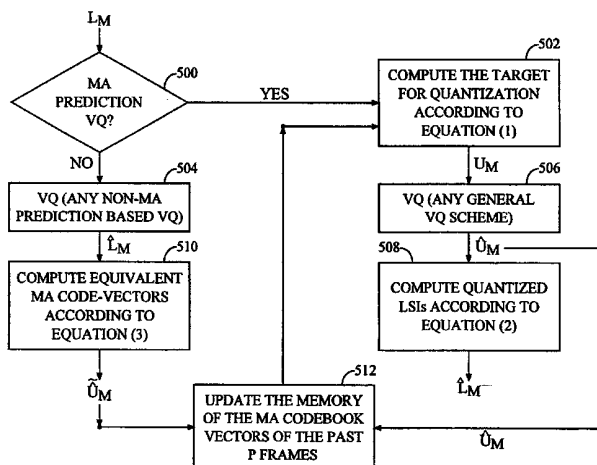 L_M
500
MA
PREDICTION
VQ?
YES
NO
502
COMPUTE THE TARGET
FOR QUANTIZATION
ACCORDING TO
EQUATION (1)
U_M
504
VQ (ANY NON-MA
PREDICTION BASED VQ)
L̂_M
506
VQ (ANY GENERAL
VQ SCHEME)
Û_M
510
COMPUTE EQUIVALENT
MA CODE-VECTORS
ACCORDING TO
EQUATION (3)
Ũ̂_M
508
COMPUTE QUANTIZED
LSIs ACCORDING TO
EQUATION (2)
L̂_M
512
UPDATE THE MEMORY
OF THE MA CODEBOOK
VECTORS OF THE PAST
P FRAMES
Û_M